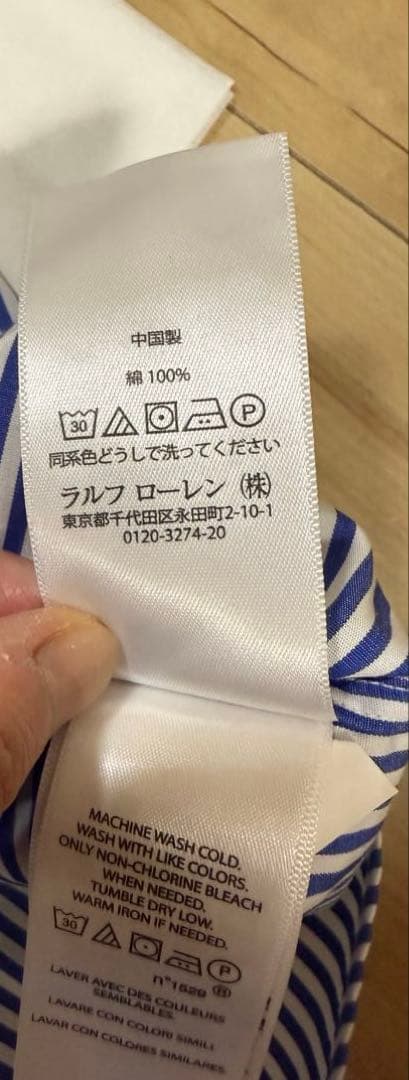 中国製
綿 100%
30 P
同系色どうしで洗ってください
ラルフ ローレン (株)
東京都千代田区永田町2-10-1
0120-3274-20
MACHINE WASH COLD.
WASH WITH LIKE COLORS.
ONLY NON-CHLORINE BLEACH
WHEN NEEDED.
TUMBLE DRY LOW.
WARM IRON IF NEEDED.
30 P
n°1629 ®
LAVER AVEC DES COULEURS
SEMBLABLES.
LAVARE CON COLORI SIMILI.
LAVAR CON COLORES SIMILARES.